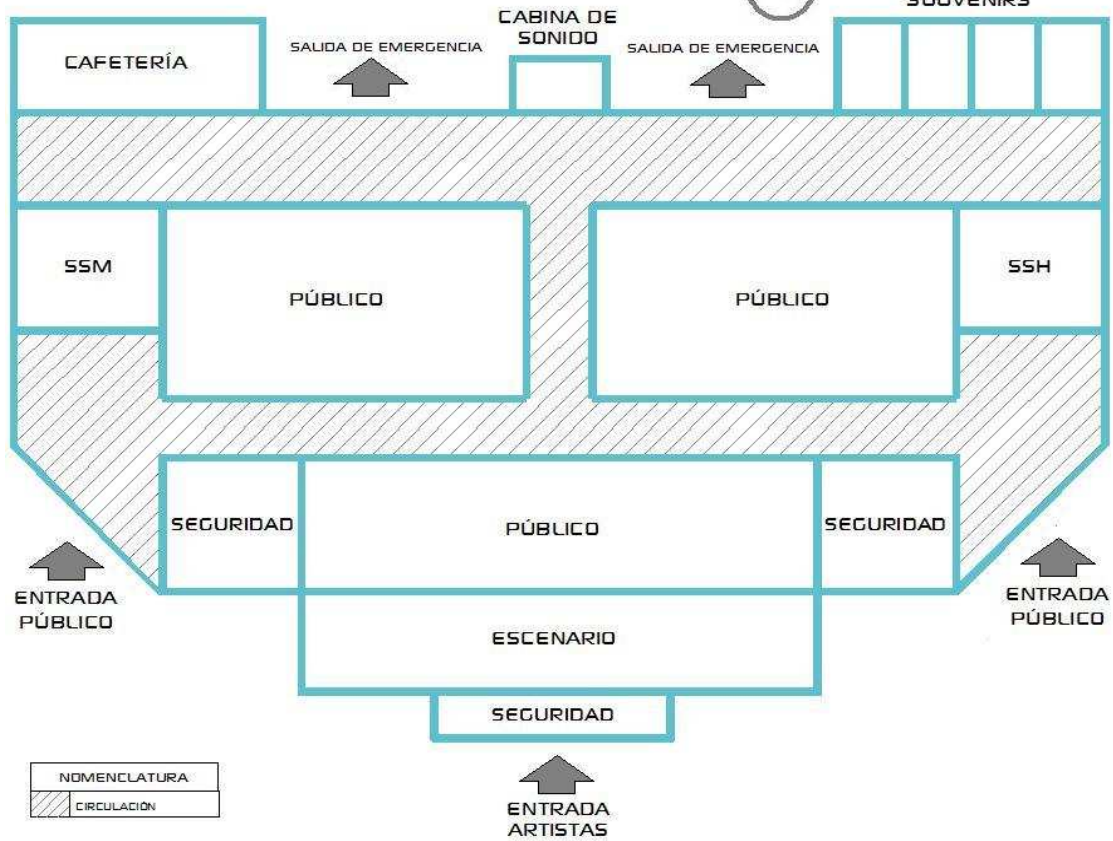 SOUVENIRS
CABINA DE
SONIDO
SALIDA DE EMERGENCIA
SALIDA DE EMERGENCIA
CAFETERÍA
SSM
PÚBLICO
PÚBLICO
SSH
SEGURIDAD
PÚBLICO
SEGURIDAD
ENTRADA
PÚBLICO
ENTRADA
PÚBLICO
ESCENARIO
SEGURIDAD
NOMENCLATURA
CIRCULACIÓN
ENTRADA
ARTISTAS